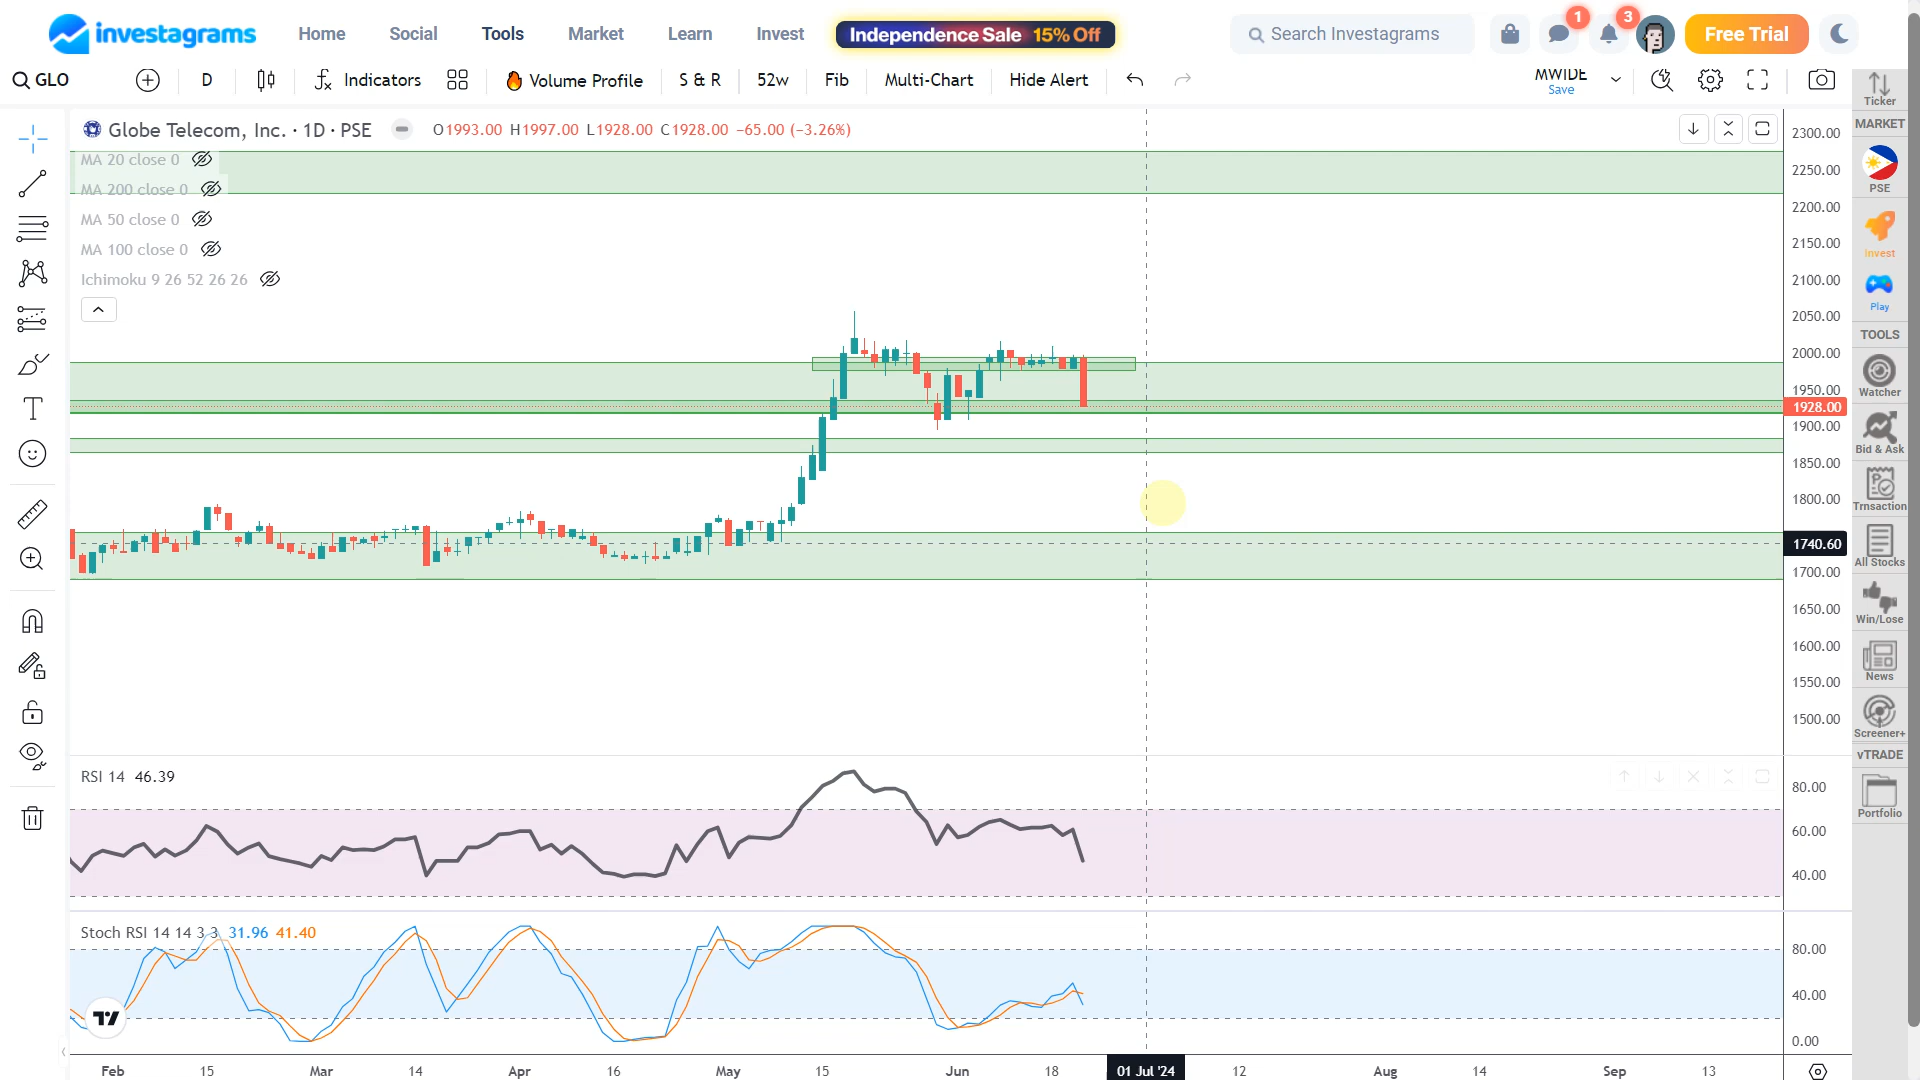 investagrams
Home
Social
Tools
Market
Learn
Invest
Independence Sale 15% Off
Search Investagrams
1
3
Free Trial
GLO
D
Indicators
Volume Profile
S & R
52w
Fib
Multi-Chart
Hide Alert
MWIDE
Save
Ticker
MARKET
PSE
Invest
Play
TOOLS
Watcher
Bid & Ask
Trnsaction
All Stocks
Win/Lose
News
Screener+
vTRADE
Portfolio
Globe Telecom, Inc. · 1D · PSE
O1993.00 H1997.00 L1928.00 C1928.00 −65.00 (−3.26%)
MA 20 close 0
MA 200 close 0
MA 50 close 0
MA 100 close 0
Ichimoku 9 26 52 26 26
2300.00
2250.00
2200.00
2150.00
2100.00
2050.00
2000.00
1950.00
1928.00
1900.00
1850.00
1800.00
1740.60
1700.00
1650.00
1600.00
1550.00
1500.00
RSI 14 46.39
80.00
60.00
40.00
Stoch RSI 14 14 3 3 31.96 41.40
80.00
40.00
0.00
Feb
15
Mar
14
Apr
16
May
15
Jun
18
01 Jul '24
12
Aug
14
Sep
13